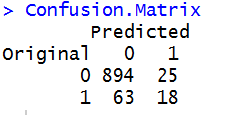 > Confusion.Matrix
Predicted
Original 0 1
0 894 25
1 63 18